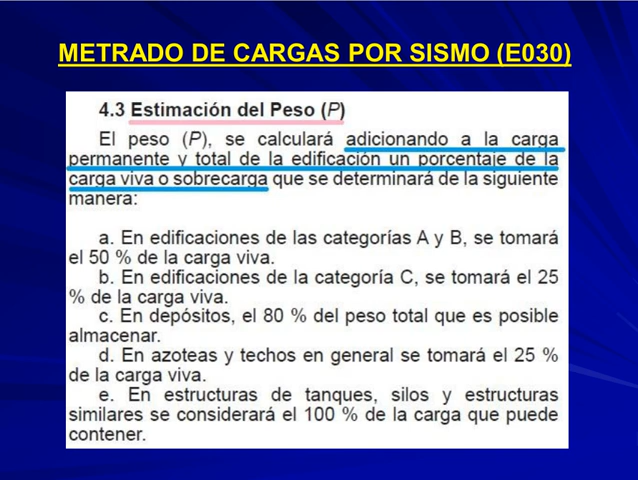 METRADO DE CARGAS POR SISMO (E030)
4.3 Estimación del Peso (P)
El peso (P), se calculará adicionando a la carga
permanente y total de la edificación un porcentaje de la
carga viva o sobrecarga que se determinará de la siguiente
manera:
a. En edificaciones de las categorías A y B, se tomará
el 50 % de la carga viva.
b. En edificaciones de la categoría C, se tomará el 25
% de la carga viva.
c. En depósitos, el 80 % del peso total que es posible
almacenar.
d. En azoteas y techos en general se tomará el 25 %
de la carga viva.
e. En estructuras de tanques, silos y estructuras
similares se considerará el 100 % de la carga que puede
contener.